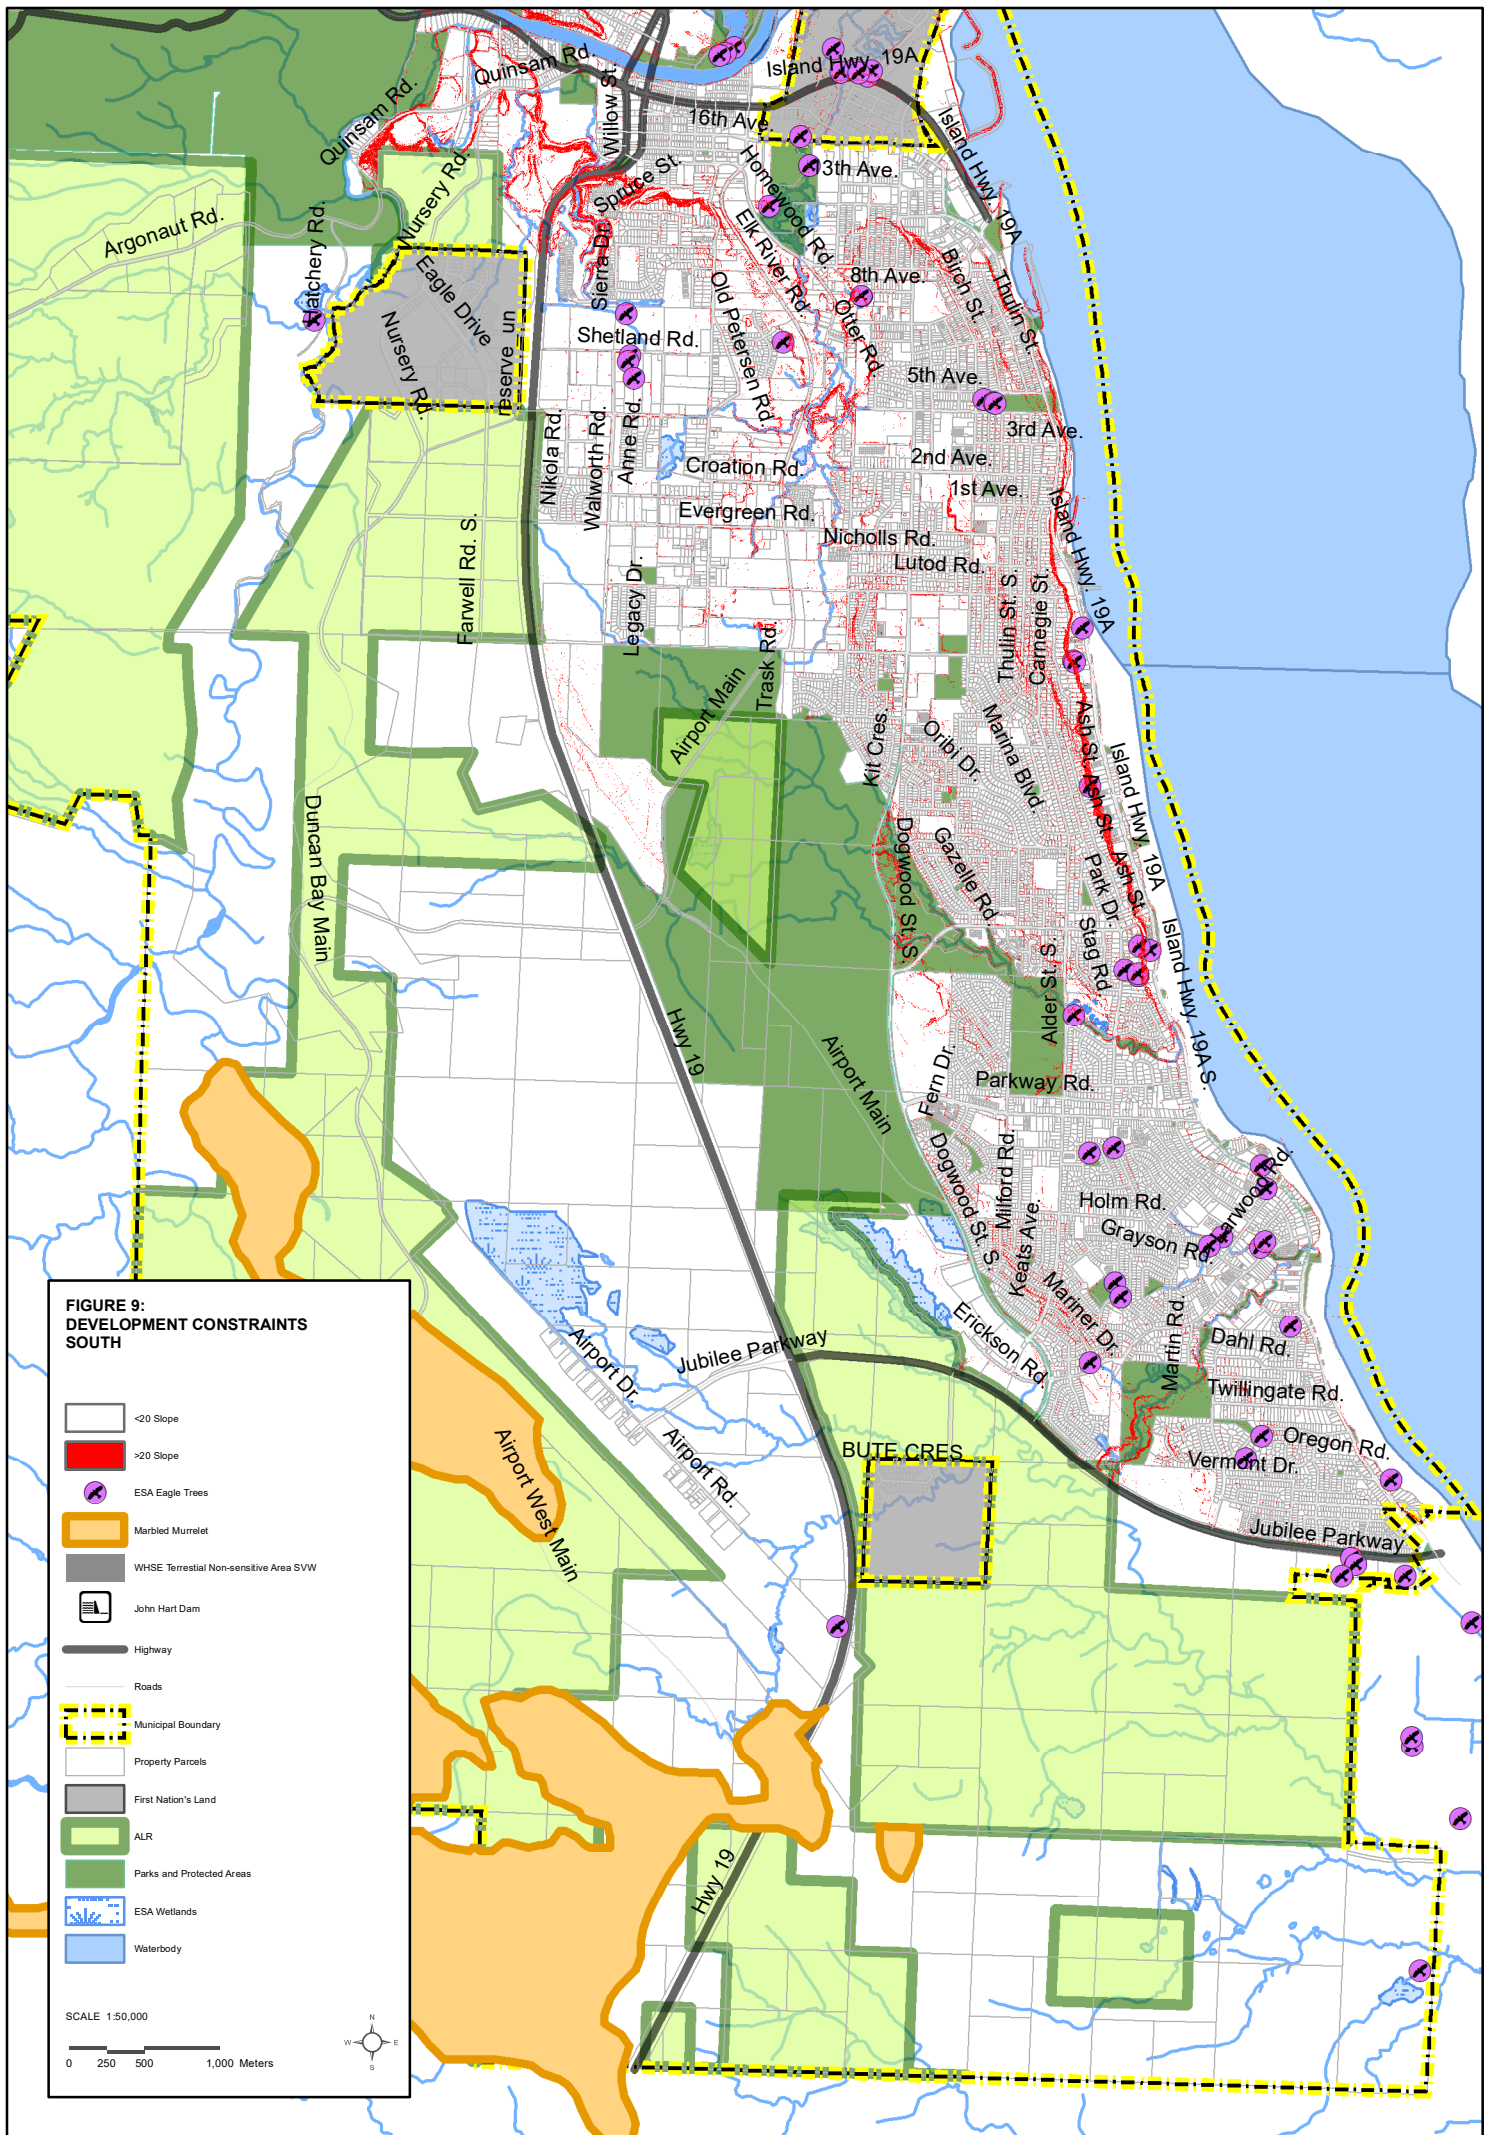 Quinsam Rd.
Willow St.
Island Hwy. 19A
16th Ave.
Island Hwy. 19A
Quinsam Rd.
Nursery Rd.
Spruce St.
Homewood Rd.
13th Ave.
Argonaut Rd.
Hatchery Rd.
Eagle Drive
Nursery Rd.
reserve un
Sierra Dr.
Elk River Rd.
Old Petersen Rd.
8th Ave.
Birch St.
Thulin St.
Otter Rd.
Shetland Rd.
5th Ave.
3rd Ave.
2nd Ave.
1st Ave.
Nikola Rd.
Walworth Rd.
Anne Rd.
Croation Rd.
Evergreen Rd.
Nicholls Rd.
Lutod Rd.
Island Hwy. 19A
Farwell Rd. S.
Legacy Dr.
Trask Rd.
Thulin St. S.
Carnegie St.
Airport Main
Kit Cres.
Oribi Dr.
Marina Blvd.
Ash St.
Ash St.
Ash St.
Island Hwy. 19A
Duncan Bay Main
Dogwood St. S.
Gazelle Rd.
Park Dr.
Stag Rd.
Alder St. S.
Island Hwy. 19A S.
Hwy 19
Airport Main
Fern Dr.
Parkway Rd.
Dogwood St. S.
Milford Rd.
Keats Ave.
Holm Rd.
Grayson Rd.
Harwood Rd.
Mariner Dr.
Martin Rd.
Dahl Rd.
Erickson Rd.
Twillingate Rd.
Oregon Rd.
Vermont Dr.
Jubilee Parkway
Airport Dr.
Airport Rd.
Airport West Main
BUTE CRES
Jubilee Parkway
Hwy 19
FIGURE 9:
DEVELOPMENT CONSTRAINTS
SOUTH
<20 Slope
>20 Slope
ESA Eagle Trees
Marbled Murrelet
WHSE Terrestial Non-sensitive Area SVW
John Hart Dam
Highway
Roads
Municipal Boundary
Property Parcels
First Nation's Land
ALR
Parks and Protected Areas
ESA Wetlands
Waterbody
SCALE 1:50,000
0 250 500 1,000 Meters
N
W E
S